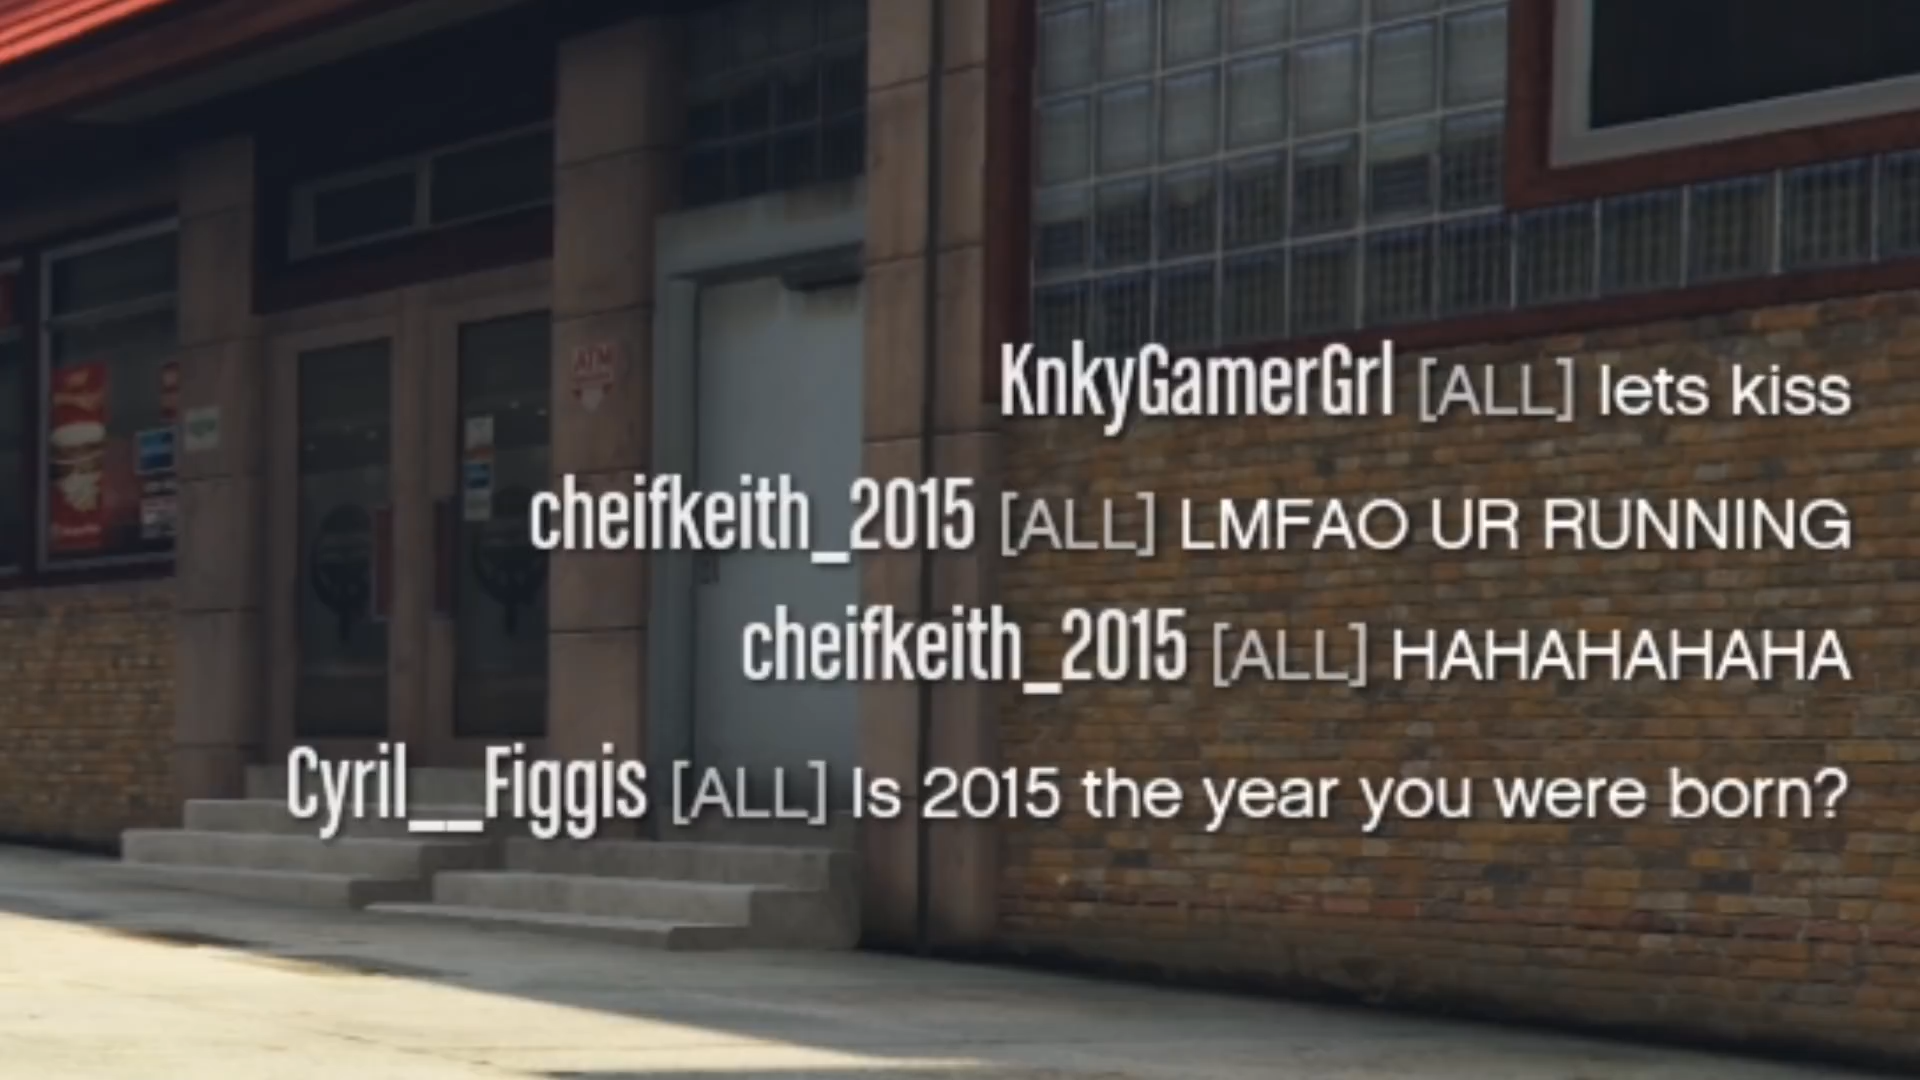 KnkyGamerGrl [ALL] lets kiss
cheifkeith_2015 [ALL] LMFAO UR RUNNING
cheifkeith_2015 [ALL] HAHAHAHAHA
Cyril__Figgis [ALL] Is 2015 the year you were born?
ATM